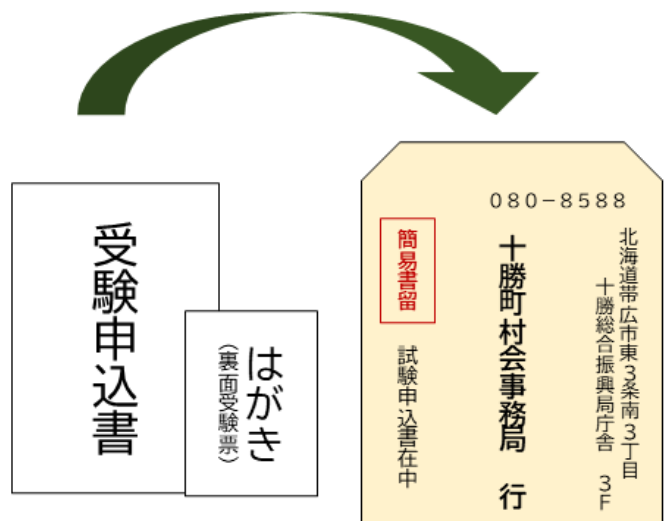 受験申込書
はがき
（裏面受験票）
０８０－８５８８
北海道帯広市東３条南３丁目
十勝総合振興局庁舎　３Ｆ
十勝町村会事務局　行
簡易書留
試験申込書在中